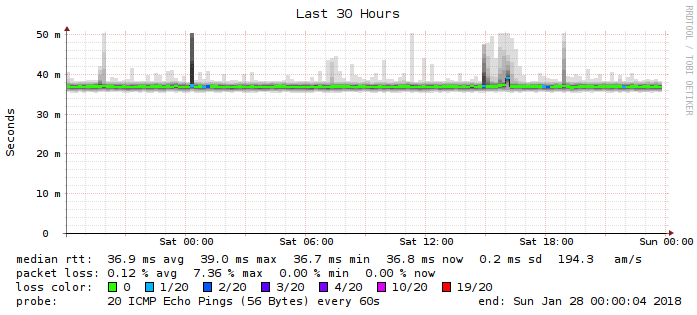 Last 30 Hours
RRDTOOL / TOBI OETIKER
Seconds
50 m
40 m
30 m
20 m
10 m
0
Sat 00:00 Sat 06:00 Sat 12:00 Sat 18:00 Sun 00:00
median rtt: 36.9 ms avg 39.0 ms max 36.7 ms min 36.8 ms now 0.2 ms sd 194.3 am/s
packet loss: 0.12 % avg 7.36 % max 0.00 % min 0.00 % now
loss color: 0 1/20 2/20 3/20 4/20 10/20 19/20
probe: 20 ICMP Echo Pings (56 Bytes) every 60s end: Sun Jan 28 00:00:04 2018